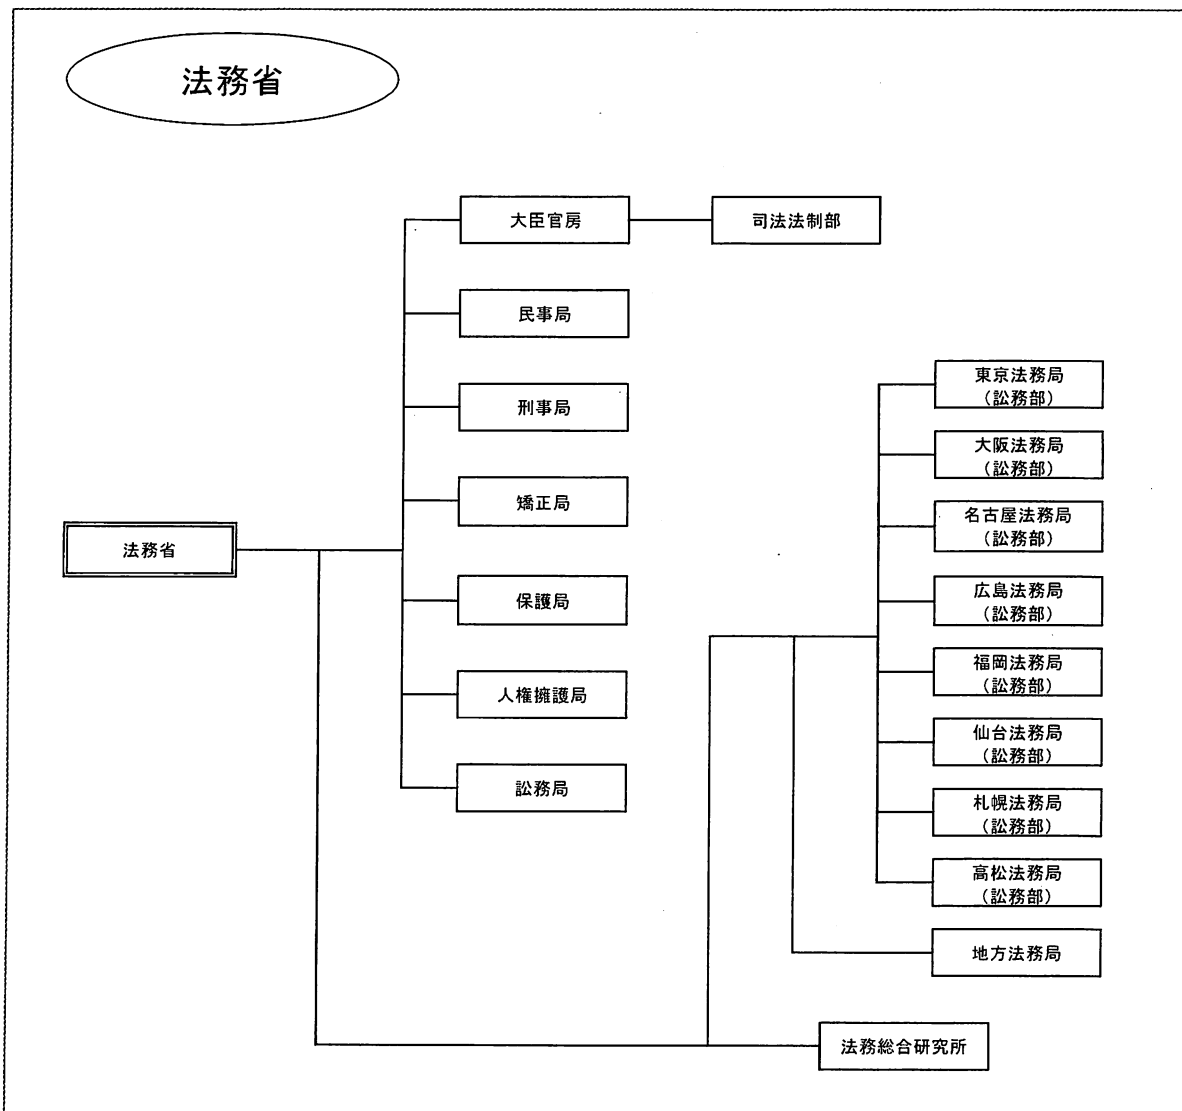 法務省
大臣官房
司法法制部
民事局
刑事局
矯正局
法務省
保護局
人権擁護局
訟務局
東京法務局
（訟務部）
大阪法務局
（訟務部）
名古屋法務局
（訟務部）
広島法務局
（訟務部）
福岡法務局
（訟務部）
仙台法務局
（訟務部）
札幌法務局
（訟務部）
高松法務局
（訟務部）
地方法務局
法務総合研究所